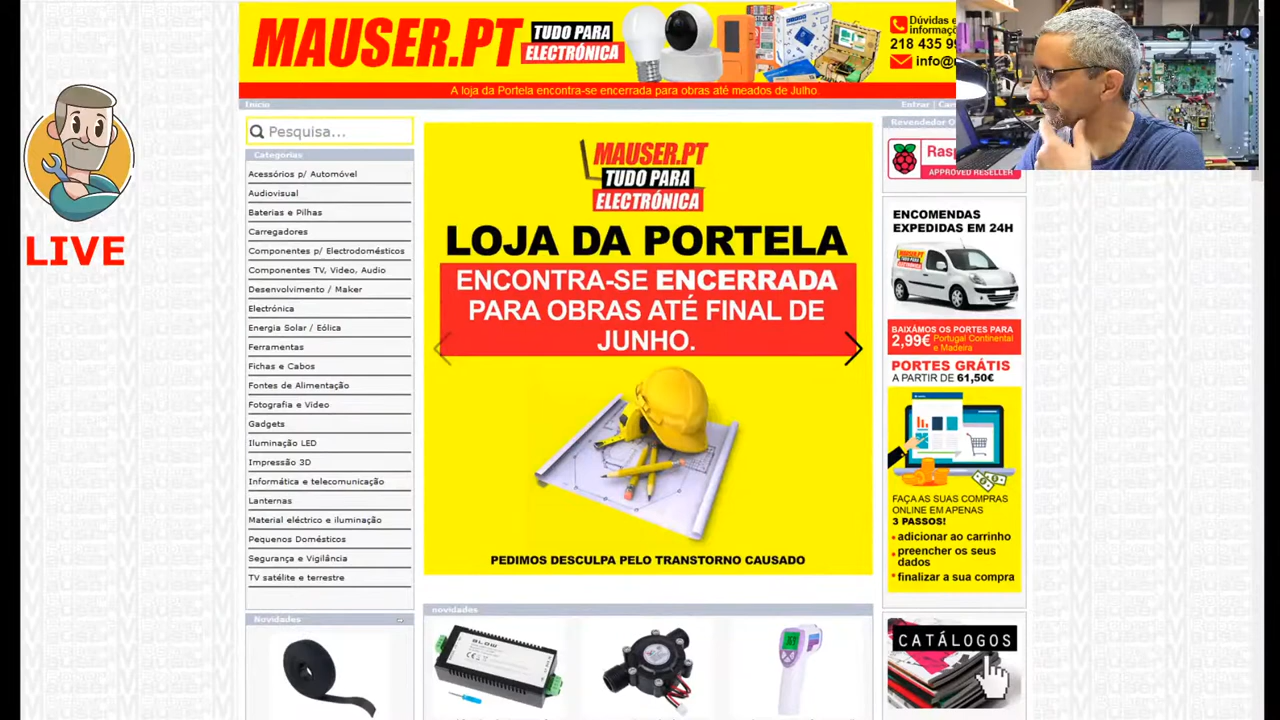 MAUSER.PT
TUDO PARA
ELECTRÓNICA
Dúvidas e
informaç
218 435 9
info@
A loja da Portela encontra-se encerrada para obras até meados de Julho.
Início
Entrar | Car
LIVE
Pesquisa...
Categorias
Acessórios p/ Automóvel
Audiovisual
Baterias e Pilhas
Carregadores
Componentes p/ Electrodomésticos
Componentes TV, Video, Audio
Desenvolvimento / Maker
Electrónica
Energia Solar / Eólica
Ferramentas
Fichas e Cabos
Fontes de Alimentação
Fotografia e Vídeo
Gadgets
Iluminação LED
Impressão 3D
Informática e telecomunicação
Lanternas
Material eléctrico e iluminação
Pequenos Domésticos
Segurança e Vigilância
TV satélite e terrestre
Novidades
MAUSER.PT
TUDO PARA
ELECTRÓNICA
LOJA DA PORTELA
ENCONTRA-SE ENCERRADA
PARA OBRAS ATÉ FINAL DE
JUNHO.
PEDIMOS DESCULPA PELO TRANSTORNO CAUSADO
novidades
BLOW
Revendedor O
Rasp
APPROVED RESELLER
ENCOMENDAS
EXPEDIDAS EM 24H
BAIXÁMOS OS PORTES PARA
2,99€ Portugal Continental
e Madeira
PORTES GRÁTIS
A PARTIR DE 61,50€
FAÇA AS SUAS COMPRAS
ONLINE EM APENAS
3 PASSOS!
adicionar ao carrinho
preencher os seus
dados
finalizar a sua compra
CATÁLOGOS